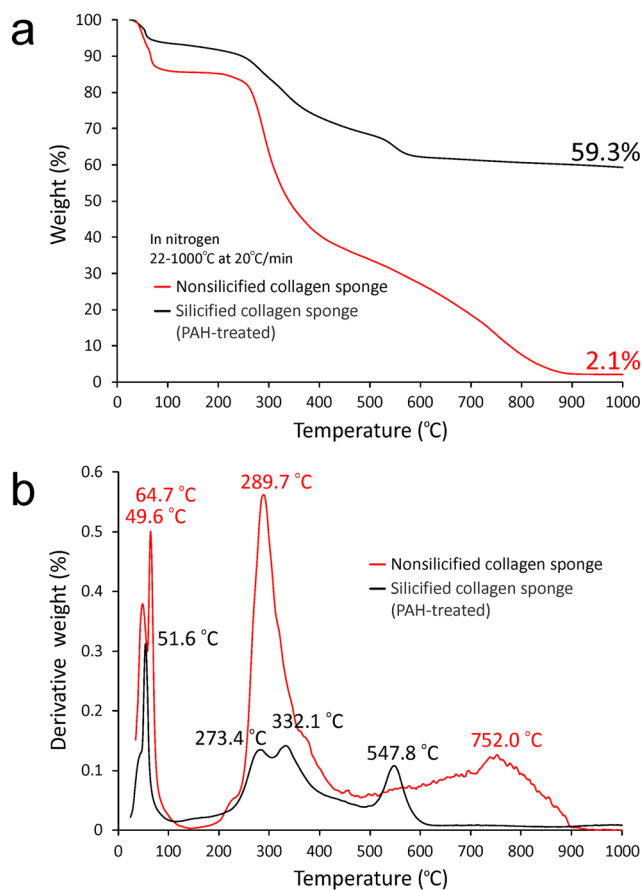 a
100
90
80
70
60
50
40
30
20
10
0
Weight (%)
59.3%
In nitrogen
22-1000°C at 20°C/min
Nonsilicified collagen sponge
Silicified collagen sponge
(PAH-treated)
2.1%
0 100 200 300 400 500 600 700 800 900 1000
Temperature (°C)
b
0.6
0.5
0.4
0.3
0.2
0.1
0
Derivative weight (%)
64.7 °C
49.6 °C
289.7 °C
Nonsilicified collagen sponge
Silicified collagen sponge
(PAH-treated)
51.6 °C
273.4 °C
332.1 °C
547.8 °C
752.0 °C
0 100 200 300 400 500 600 700 800 900 1000
Temperature (°C)